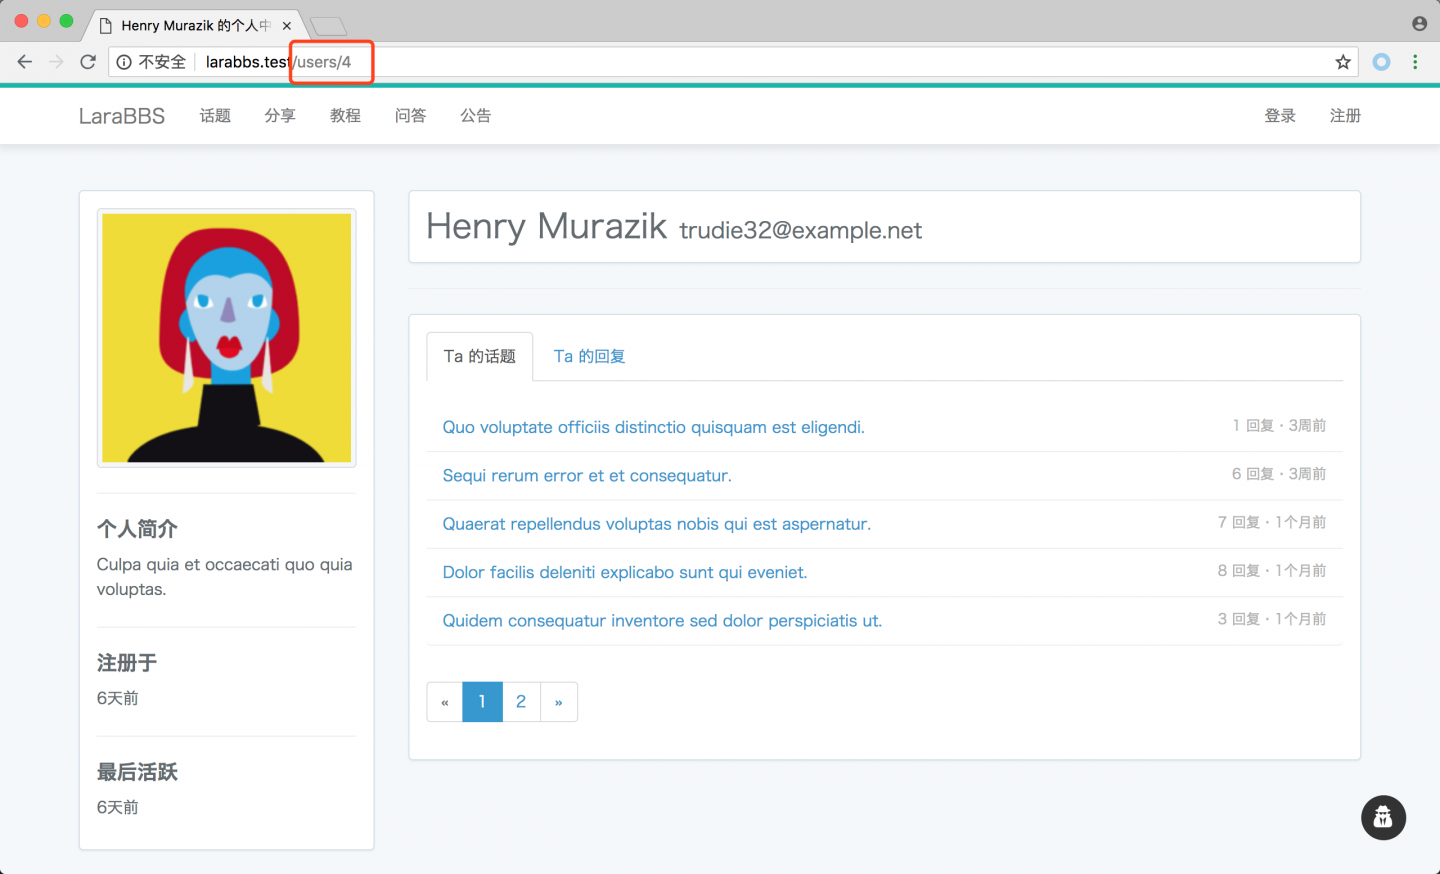 Henry Murazik 的个人中
不安全 larabbs.test/users/4
LaraBBS 话题 分享 教程 问答 公告 登录 注册
Henry Murazik trudie32@example.net
个人简介
Culpa quia et occaecati quo quia
voluptas.
注册于
6天前
最后活跃
6天前
Ta 的话题 Ta 的回复
Quo voluptate officiis distinctio quisquam est eligendi. 1 回复 · 3周前
Sequi rerum error et et consequatur. 6 回复 · 3周前
Quaerat repellendus voluptas nobis qui est aspernatur. 7 回复 · 1个月前
Dolor facilis deleniti explicabo sunt qui eveniet. 8 回复 · 1个月前
Quidem consequatur inventore sed dolor perspiciatis ut. 3 回复 · 1个月前
« 1 2 »